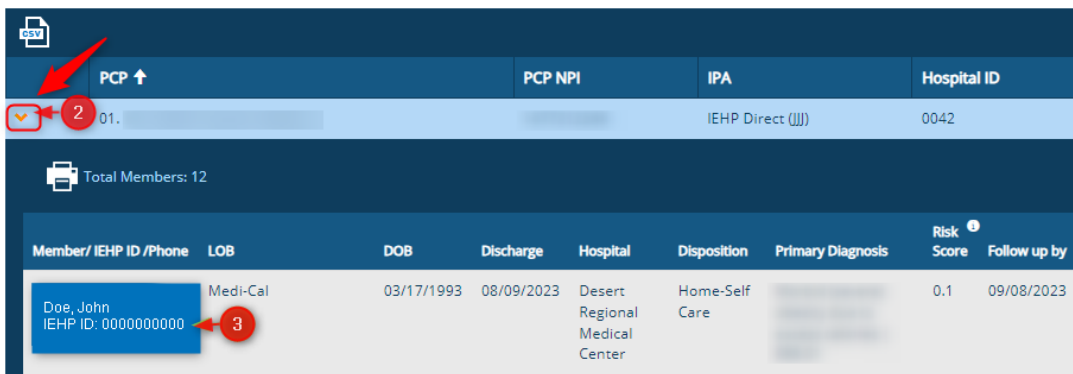 CSV
PCP ↑ PCP NPI IPA Hospital ID
2
01. IEHP Direct (JJJ) 0042
Total Members: 12
Member/ IEHP ID /Phone LOB DOB Discharge Hospital Disposition Primary Diagnosis Risk Score Follow up by
Doe, John
IEHP ID: 0000000000
3
Medi-Cal 03/17/1993 08/09/2023 Desert Home-Self 0.1 09/08/2023
Regional Care
Medical
Center